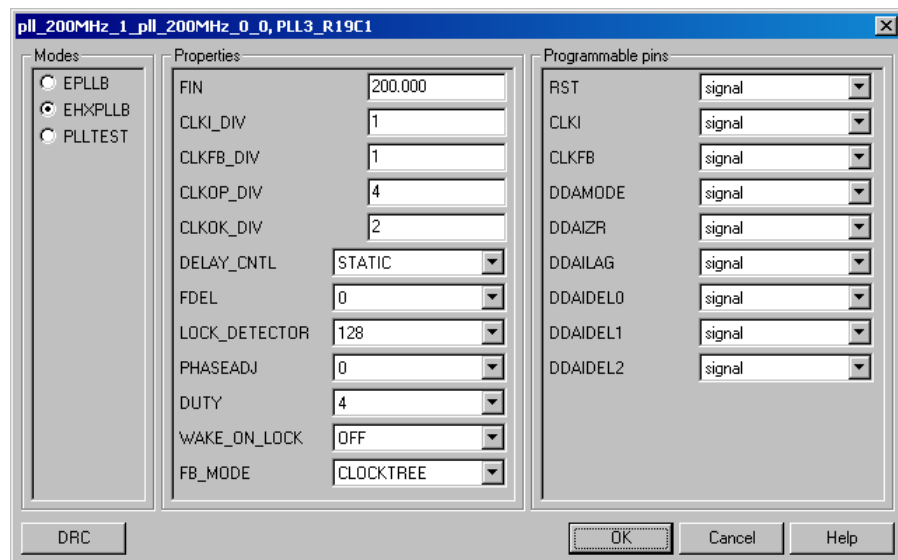 pll_200MHz_1_pll_200MHz_0_0, PLL3_R19C1
Modes
EPLLB
EHXPLLB
PLLTEST
Properties
FIN 200.000
CLKI_DIV 1
CLKFB_DIV 1
CLKOP_DIV 4
CLKOK_DIV 2
DELAY_CNTL STATIC
FDEL 0
LOCK_DETECTOR 128
PHASEADJ 0
DUTY 4
WAKE_ON_LOCK OFF
FB_MODE CLOCKTREE
Programmable pins
RST signal
CLKI signal
CLKFB signal
DDAMODE signal
DDAIZR signal
DDAILAG signal
DDAIDEL0 signal
DDAIDEL1 signal
DDAIDEL2 signal
DRC OK Cancel Help